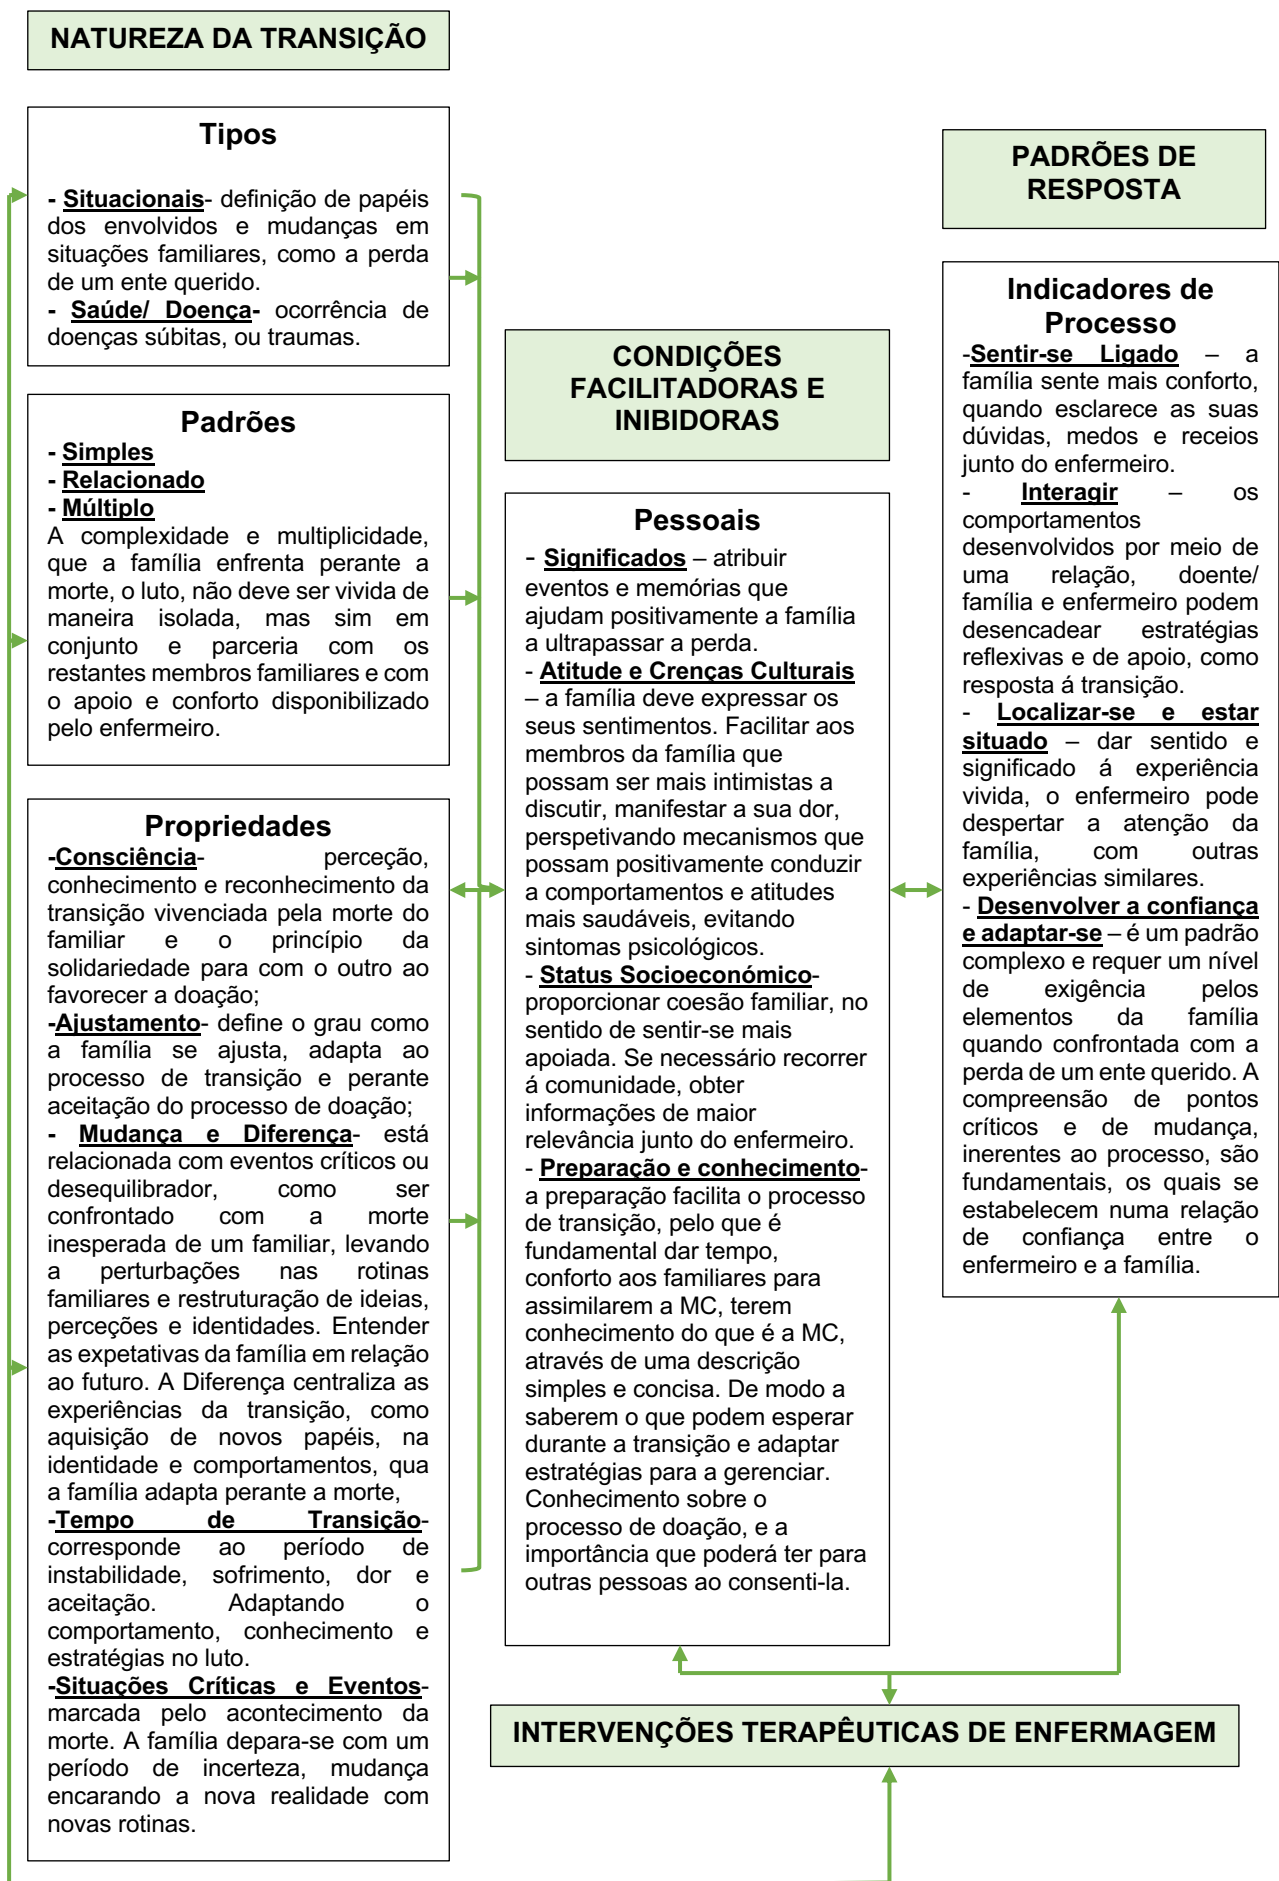 NATUREZA DA TRANSIÇÃO
Tipos
- Situacionais- definição de papéis
dos envolvidos e mudanças em
situações familiares, como a perda
de um ente querido.
- Saúde/ Doença- ocorrência de
doenças súbitas, ou traumas.
Padrões
- Simples
- Relacionado
- Múltiplo
A complexidade e multiplicidade,
que a família enfrenta perante a
morte, o luto, não deve ser vivida de
maneira isolada, mas sim em
conjunto e parceria com os
restantes membros familiares e com
o apoio e conforto disponibilizado
pelo enfermeiro.
Propriedades
-Consciência- perceção,
conhecimento e reconhecimento da
transição vivenciada pela morte do
familiar e o princípio da
solidariedade para com o outro ao
favorecer a doação;
-Ajustamento- define o grau como
a família se ajusta, adapta ao
processo de transição e perante
aceitação do processo de doação;
- Mudança e Diferença- está
relacionada com eventos críticos ou
desequilibrador, como ser
confrontado com a morte
inesperada de um familiar, levando
a perturbações nas rotinas
familiares e restruturação de ideias,
perceções e identidades. Entender
as expetativas da família em relação
ao futuro. A Diferença centraliza as
experiências da transição, como
aquisição de novos papéis, na
identidade e comportamentos, qua
a família adapta perante a morte,
-Tempo de Transição-
corresponde ao período de
instabilidade, sofrimento, dor e
aceitação. Adaptando o
comportamento, conhecimento e
estratégias no luto.
-Situações Críticas e Eventos-
marcada pelo acontecimento da
morte. A família depara-se com um
período de incerteza, mudança
encarando a nova realidade com
novas rotinas.
CONDIÇÕES
FACILITADORAS E
INIBIDORAS
Pessoais
- Significados – atribuir
eventos e memórias que
ajudam positivamente a família
a ultrapassar a perda.
- Atitude e Crenças Culturais
– a família deve expressar os
seus sentimentos. Facilitar aos
membros da família que
possam ser mais intimistas a
discutir, manifestar a sua dor,
perspetivando mecanismos que
possam positivamente conduzir
a comportamentos e atitudes
mais saudáveis, evitando
sintomas psicológicos.
- Status Socioeconómico-
proporcionar coesão familiar, no
sentido de sentir-se mais
apoiada. Se necessário recorrer
á comunidade, obter
informações de maior
relevância junto do enfermeiro.
- Preparação e conhecimento-
a preparação facilita o processo
de transição, pelo que é
fundamental dar tempo,
conforto aos familiares para
assimilarem a MC, terem
conhecimento do que é a MC,
através de uma descrição
simples e concisa. De modo a
saberem o que podem esperar
durante a transição e adaptar
estratégias para a gerenciar.
Conhecimento sobre o
processo de doação, e a
importância que poderá ter para
outras pessoas ao consenti-la.
PADRÕES DE
RESPOSTA
Indicadores de
Processo
-Sentir-se Ligado – a
família sente mais conforto,
quando esclarece as suas
dúvidas, medos e receios
junto do enfermeiro.
- Interagir – os
comportamentos
desenvolvidos por meio de
uma relação, doente/
família e enfermeiro podem
desencadear estratégias
reflexivas e de apoio, como
resposta á transição.
- Localizar-se e estar
situado – dar sentido e
significado á experiência
vivida, o enfermeiro pode
despertar a atenção da
família, com outras
experiências similares.
- Desenvolver a confiança
e adaptar-se – é um padrão
complexo e requer um nível
de exigência pelos
elementos da família
quando confrontada com a
perda de um ente querido. A
compreensão de pontos
críticos e de mudança,
inerentes ao processo, são
fundamentais, os quais se
estabelecem numa relação
de confiança entre o
enfermeiro e a família.
INTERVENÇÕES TERAPÊUTICAS DE ENFERMAGEM